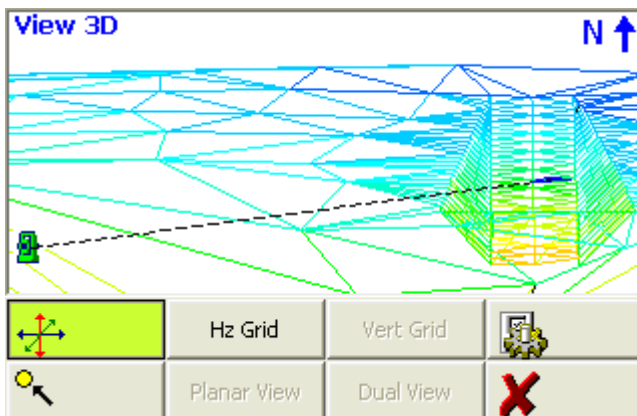 View 3D
N
Hz Grid
Vert Grid
Planar View
Dual View